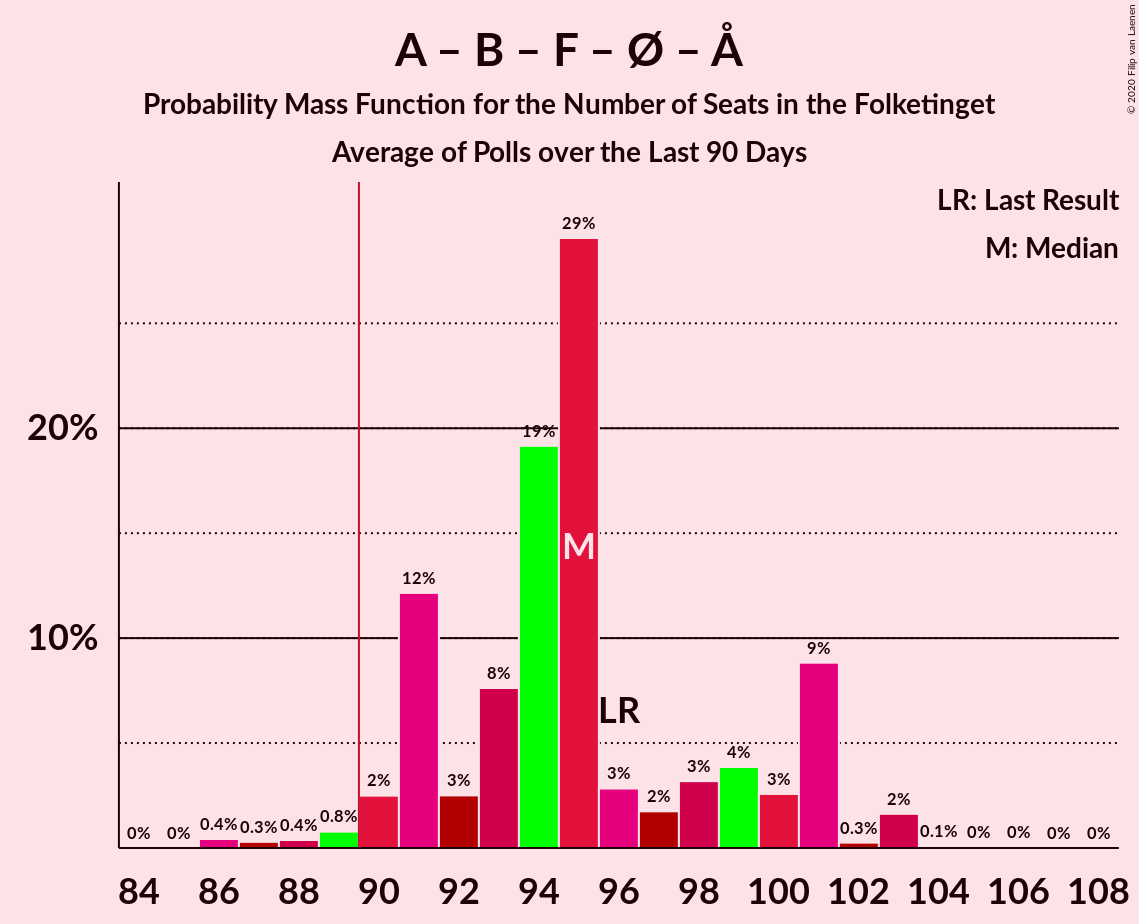 A – B – F – Ø – Å
Probability Mass Function for the Number of Seats in the Folketinget
Average of Polls over the Last 90 Days
© 2020 Filip van Laenen
LR: Last Result
M: Median
20%
10%
0% 0% 0.4% 0.3% 0.4% 0.8% 2% 12% 3% 8% 19% 29% 3% 2% 3% 4% 3% 9% 0.3% 2% 0.1% 0% 0% 0% 0%
M
LR
84 86 88 90 92 94 96 98 100 102 104 106 108